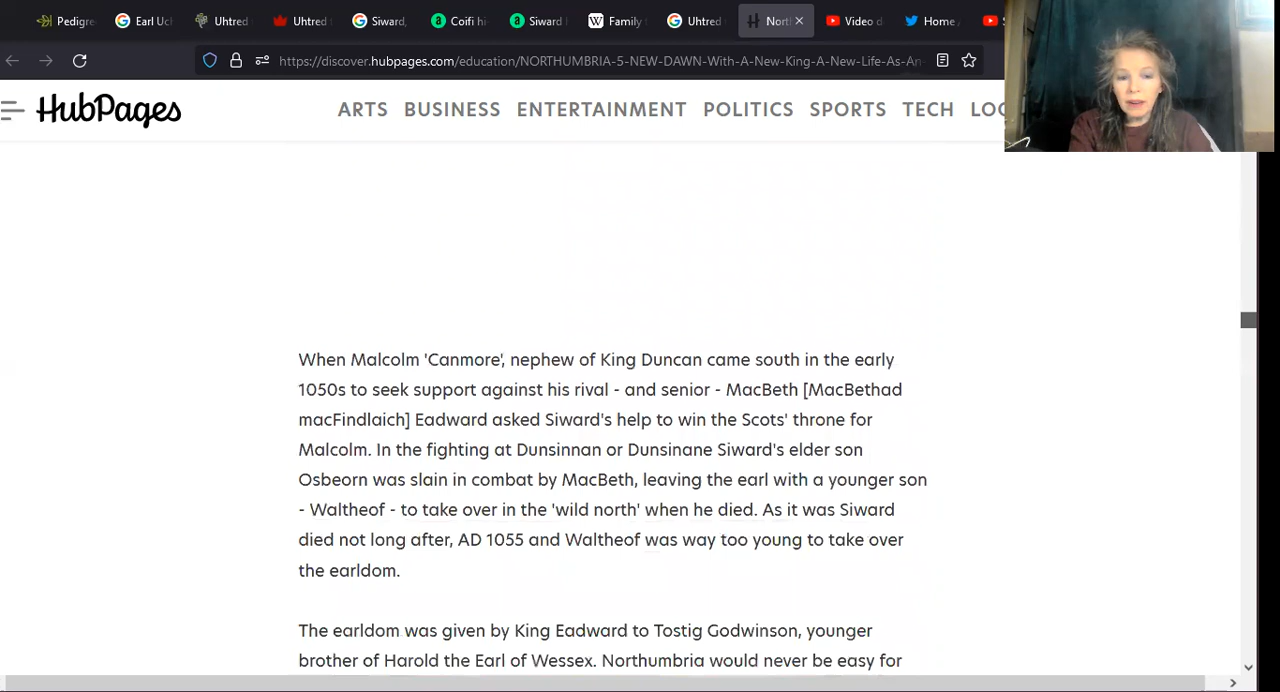 Pedigre
Earl Uch
Uhtred
Uhtred
Siward,
Coifi hi
Siward
Family
Uhtred
Nort
Video d
Home
https://discover.hubpages.com/education/NORTHUMBRIA-5-NEW-DAWN-With-A-New-King-A-New-Life-As-An-
HubPages
ARTS BUSINESS ENTERTAINMENT POLITICS SPORTS TECH LOG
When Malcolm 'Canmore', nephew of King Duncan came south in the early
1050s to seek support against his rival - and senior - MacBeth [MacBethad
macFindlaich] Eadward asked Siward's help to win the Scots' throne for
Malcolm. In the fighting at Dunsinnan or Dunsinane Siward's elder son
Osbeorn was slain in combat by MacBeth, leaving the earl with a younger son
- Waltheof - to take over in the 'wild north' when he died. As it was Siward
died not long after, AD 1055 and Waltheof was way too young to take over
the earldom.
The earldom was given by King Eadward to Tostig Godwinson, younger
brother of Harold the Earl of Wessex. Northumbria would never be easy for